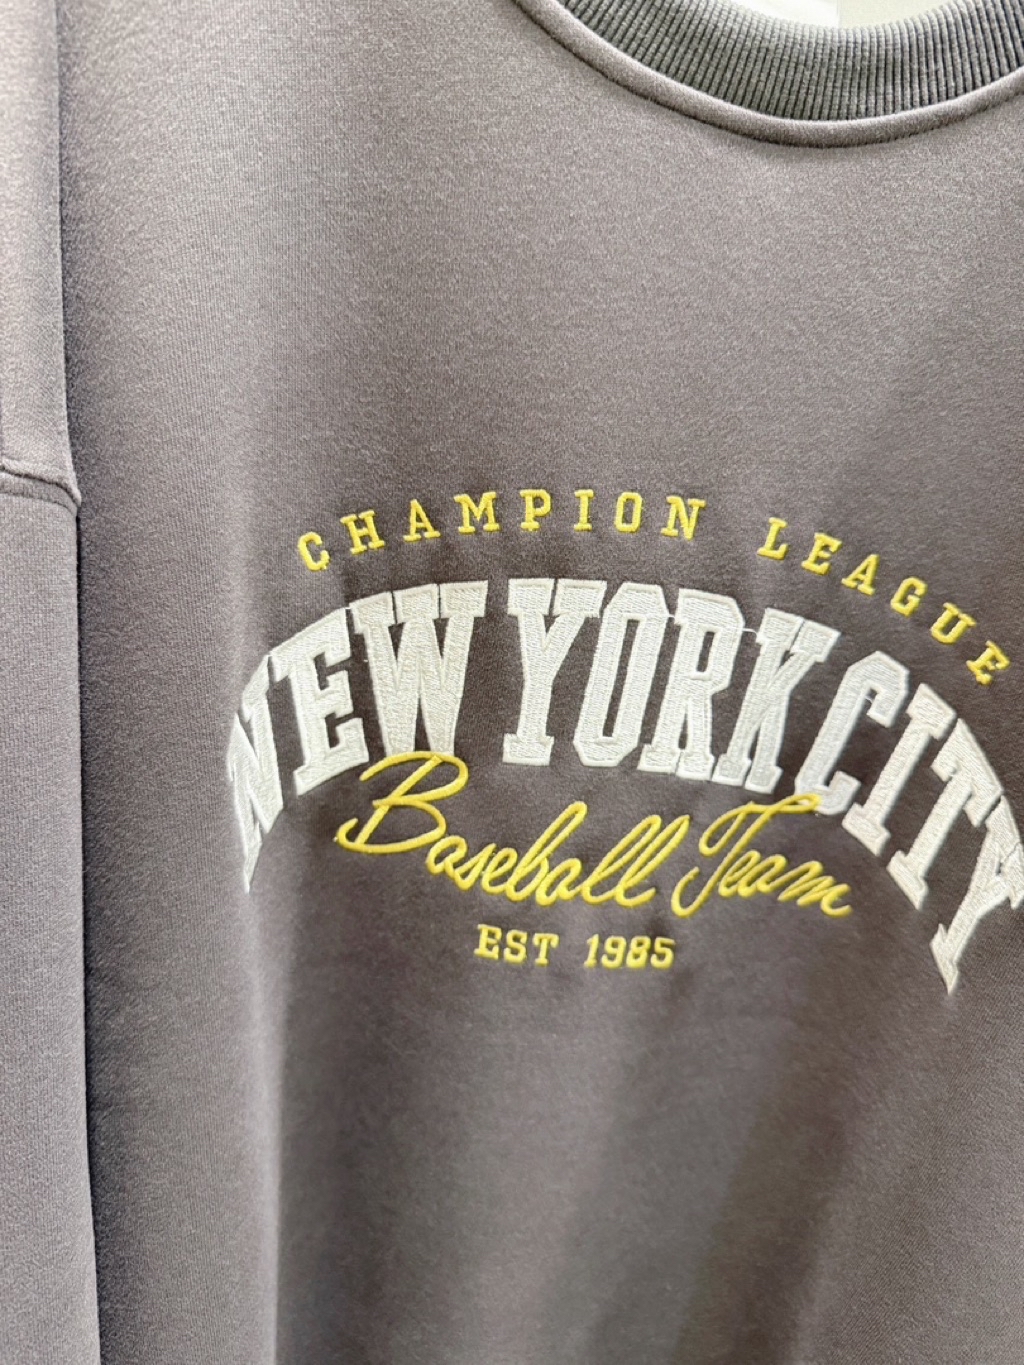 CHAMPION LEAGUE
NEW YORK CITY
Baseball Team
EST 1985